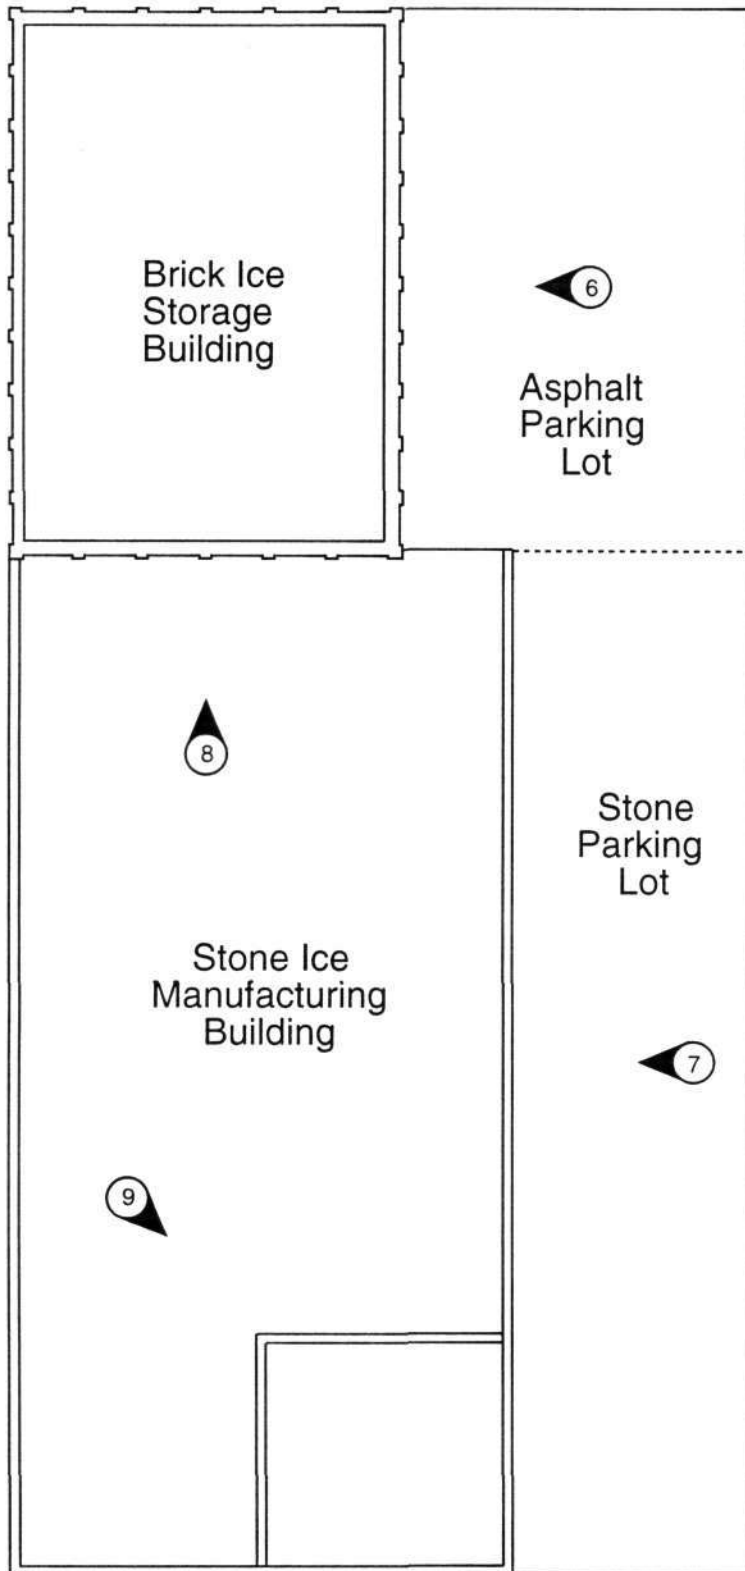 Brick Ice
Storage
Building
6
Asphalt
Parking
Lot
8
Stone
Parking
Lot
Stone Ice
Manufacturing
Building
7
9